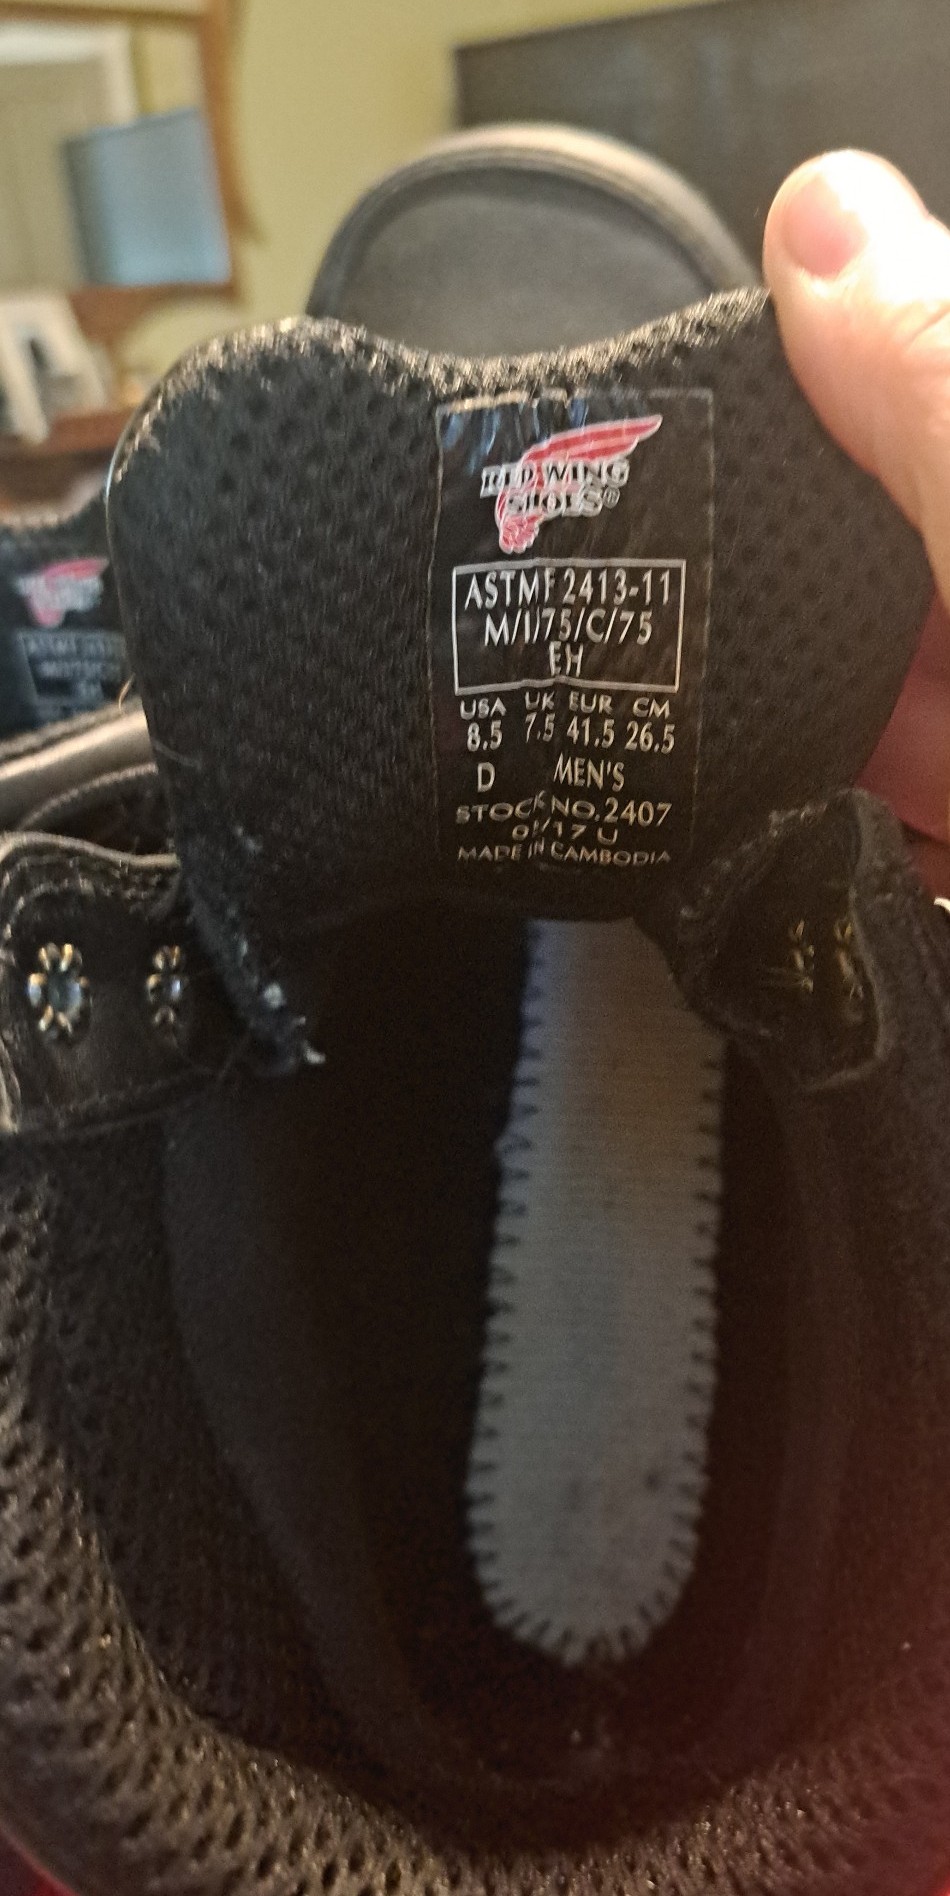 RED WING
SHOES®
ASTM F 2413-11
M/I/75/C/75
EH
USA UK EUR CM
8.5 7.5 41.5 26.5
D MEN'S
STOCK NO. 2407
U
MADE IN CAMBODIA